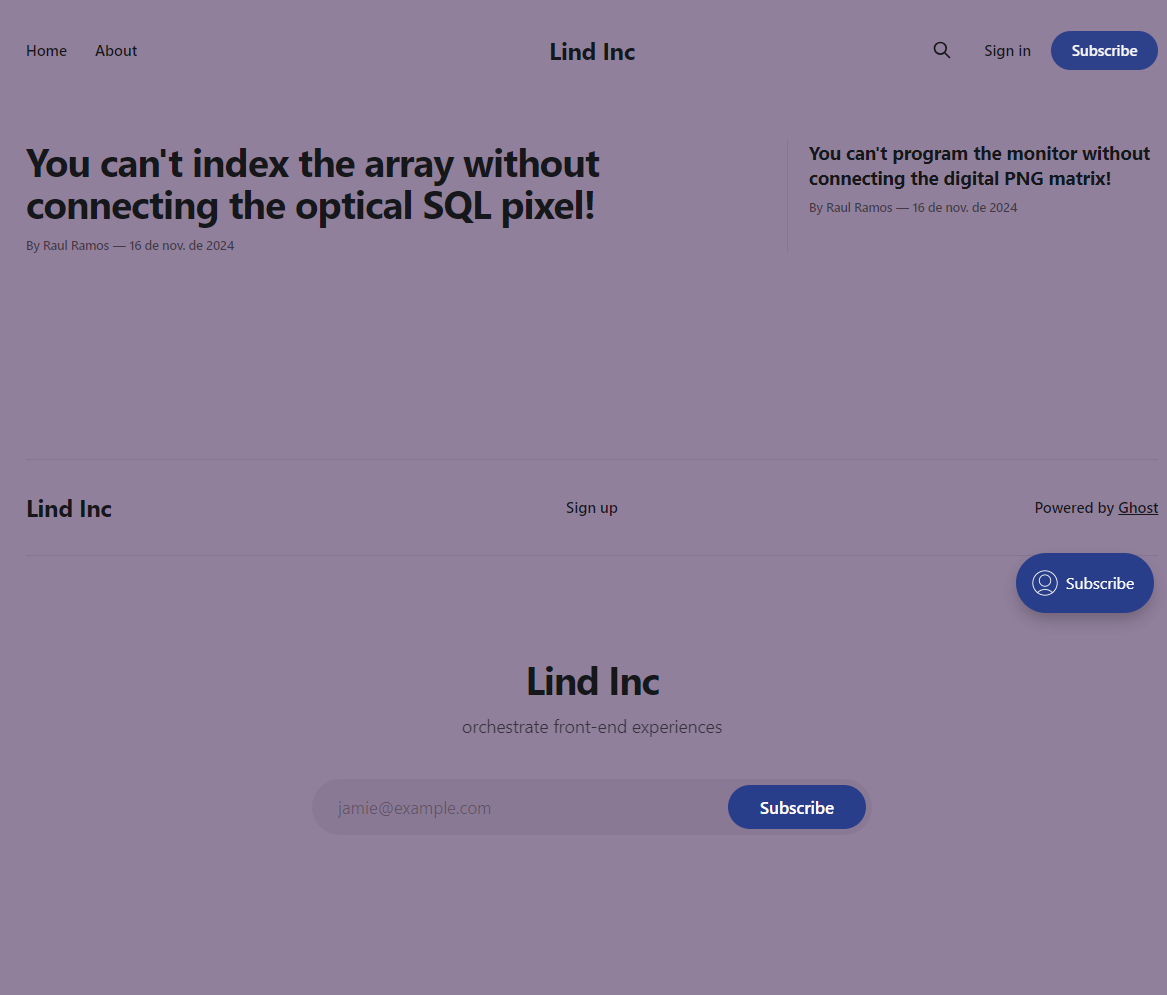 Home About Lind Inc Sign in Subscribe
You can't index the array without
connecting the optical SQL pixel!
By Raul Ramos — 16 de nov. de 2024
You can't program the monitor without
connecting the digital PNG matrix!
By Raul Ramos — 16 de nov. de 2024
Lind Inc Sign up Powered by Ghost
Subscribe
Lind Inc
orchestrate front-end experiences
jamie@example.com Subscribe